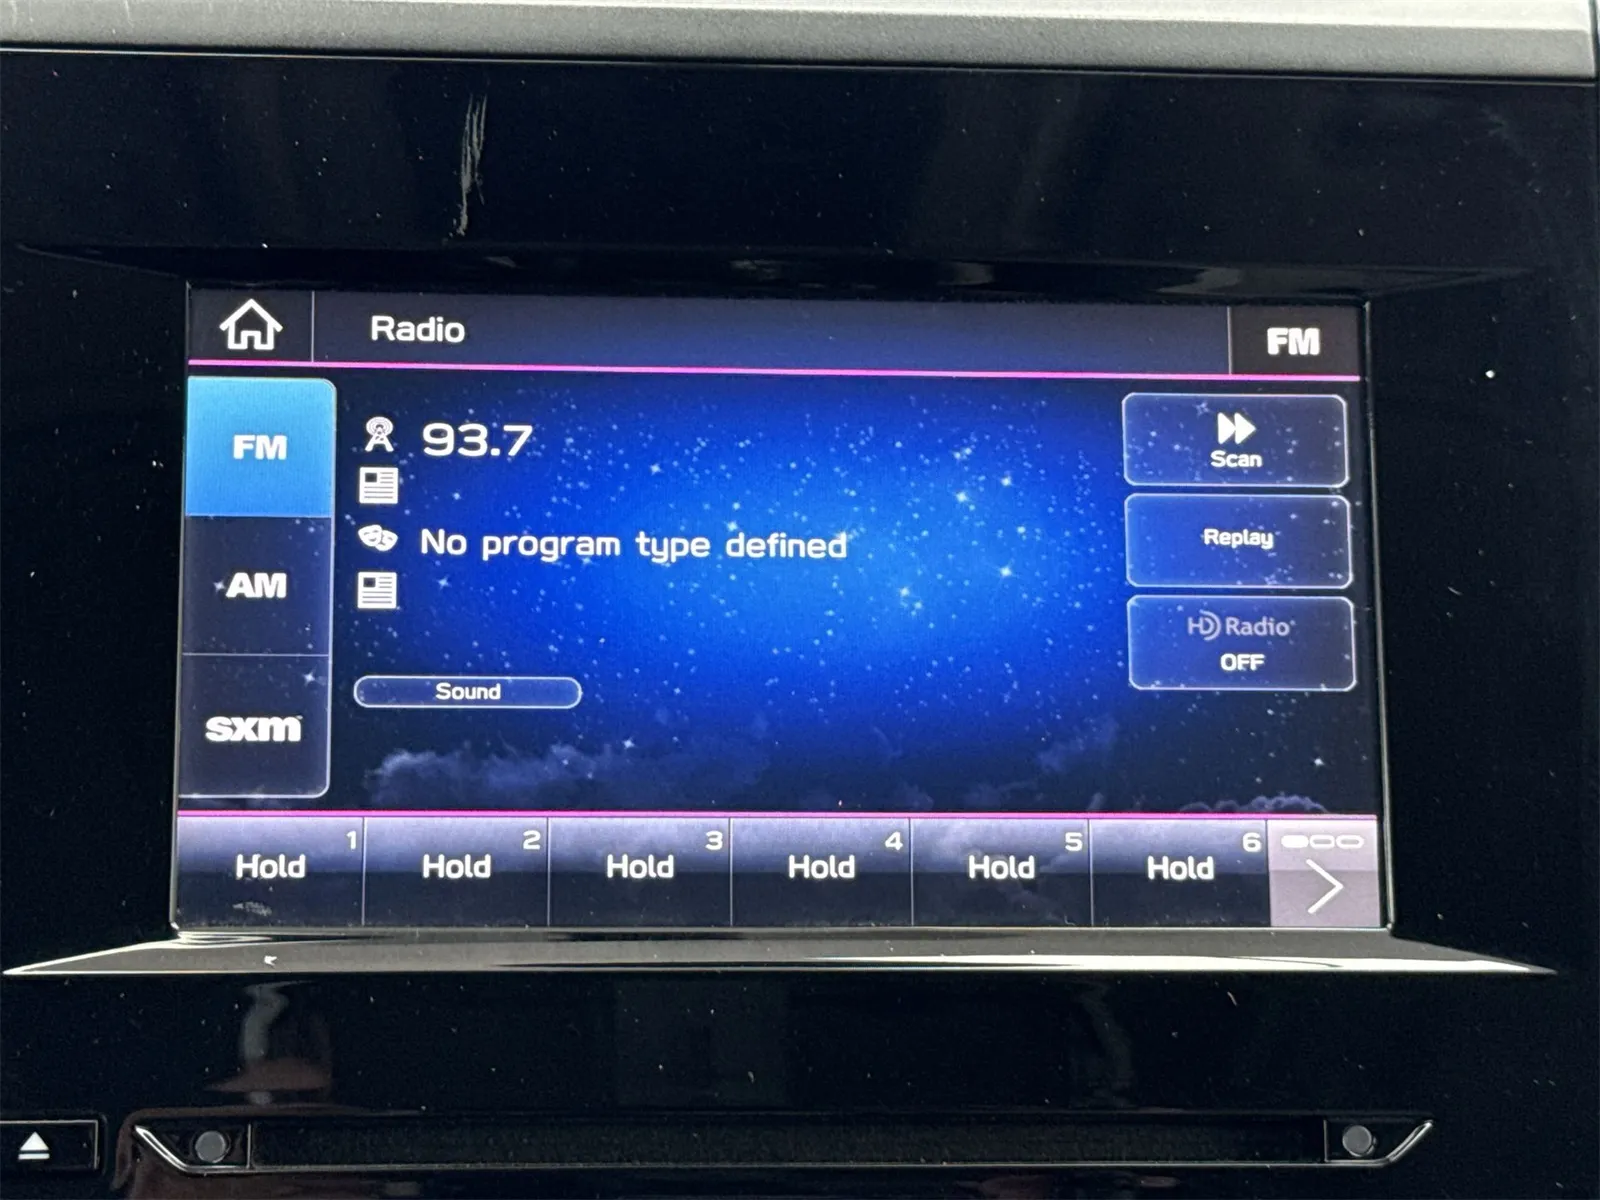 Radio
FM
FM
AM
sxm
93.7
No program type defined
Sound
Scan
Replay
HD Radio
OFF
1
Hold
2
Hold
3
Hold
4
Hold
5
Hold
6
Hold